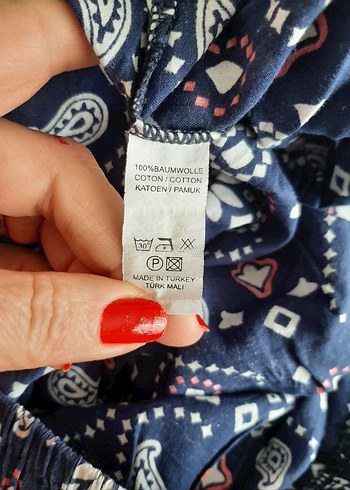 100%BAUMWOLLE
COTON / COTTON
KATOEN / PAMUK
30°
P
MADE IN TURKEY
TÜRK MALI